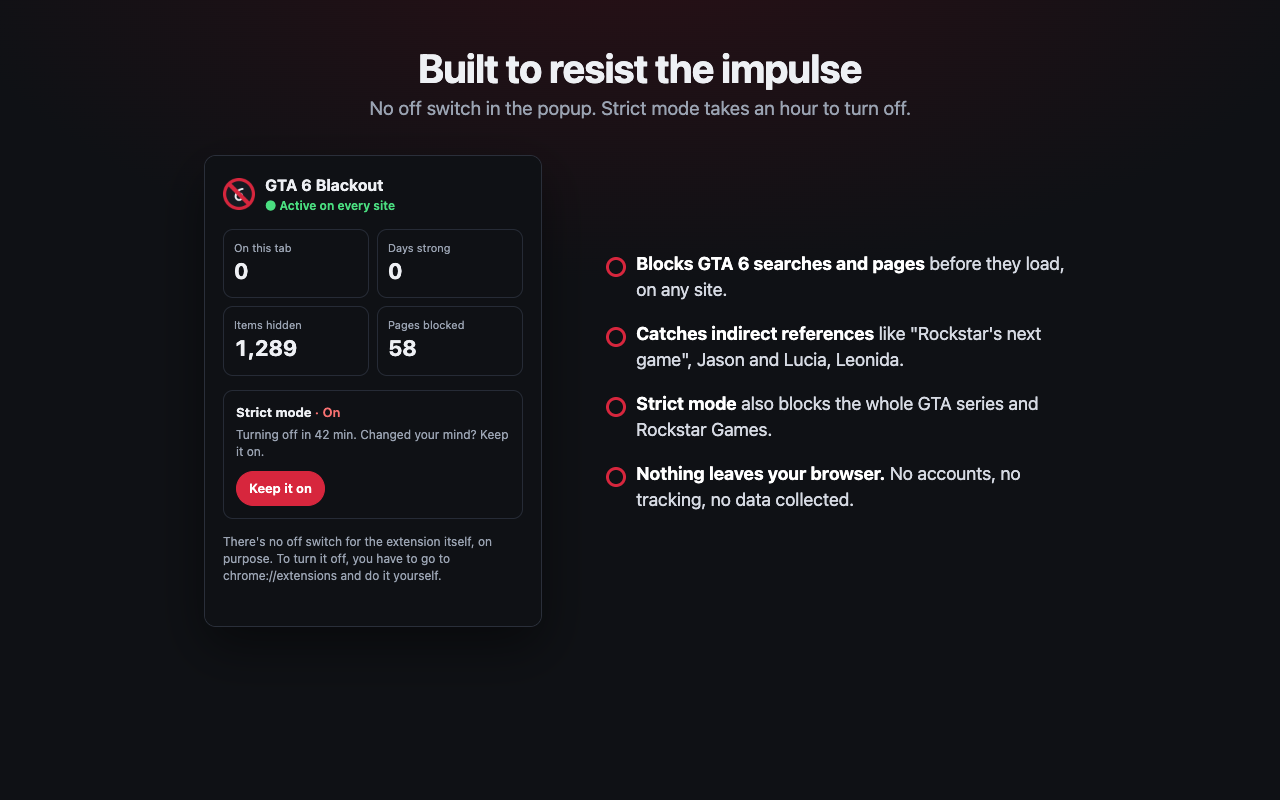 Built to resist the impulse
No off switch in the popup. Strict mode takes an hour to turn off.
GTA 6 Blackout
Active on every site
On this tab
0
Days strong
0
Items hidden
1,289
Pages blocked
58
Strict mode · On
Turning off in 42 min. Changed your mind? Keep
it on.
Keep it on
There's no off switch for the extension itself, on
purpose. To turn it off, you have to go to
chrome://extensions and do it yourself.
Blocks GTA 6 searches and pages before they load,
on any site.
Catches indirect references like "Rockstar's next
game", Jason and Lucia, Leonida.
Strict mode also blocks the whole GTA series and
Rockstar Games.
Nothing leaves your browser. No accounts, no
tracking, no data collected.